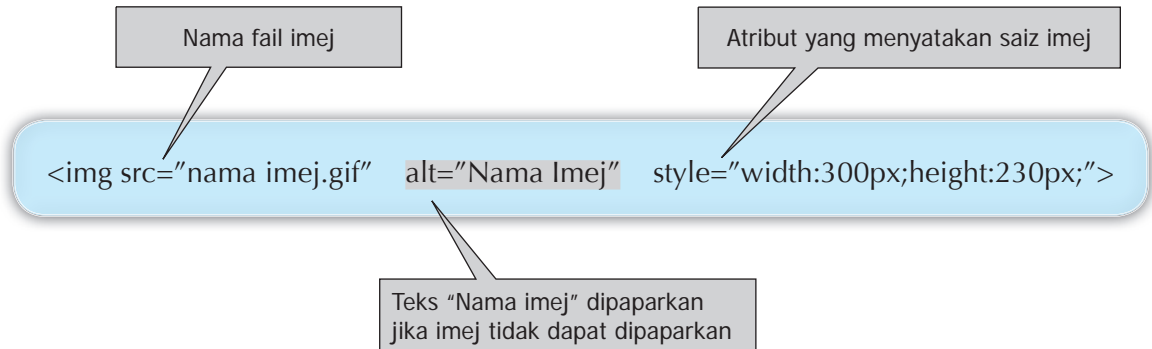 Nama fail imej
Atribut yang menyatakan saiz imej
<img src="nama imej.gif" alt="Nama Imej" style="width:300px;height:230px;">
Teks "Nama imej" dipaparkan
jika imej tidak dapat dipaparkan